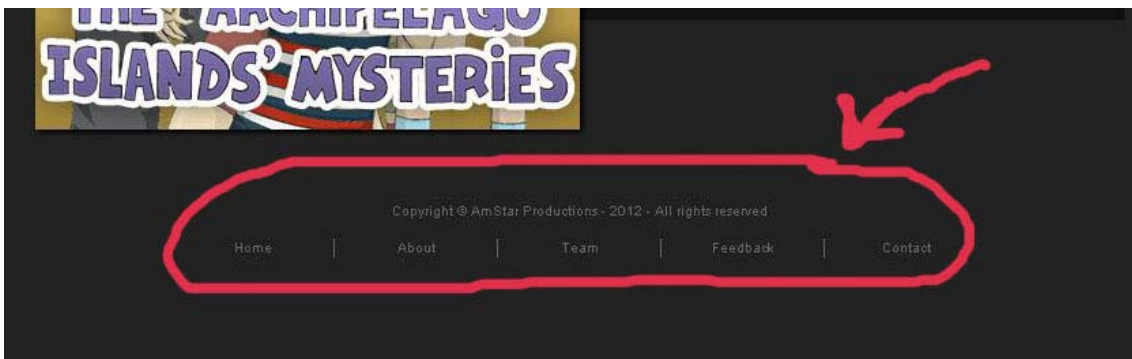 THE ARCHIPELAGO
ISLANDS' MYSTERiES
Copyright © AmStar Productions - 2012 - All rights reserved
Home | About | Team | Feedback | Contact